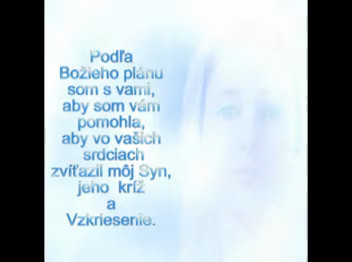 Podľa
Božieho plánu
som s vami,
aby som vám
pomohla,
aby vo vašich
srdciach
zvíťazil môj Syn,
jeho kríž
a
Vzkriesenie.